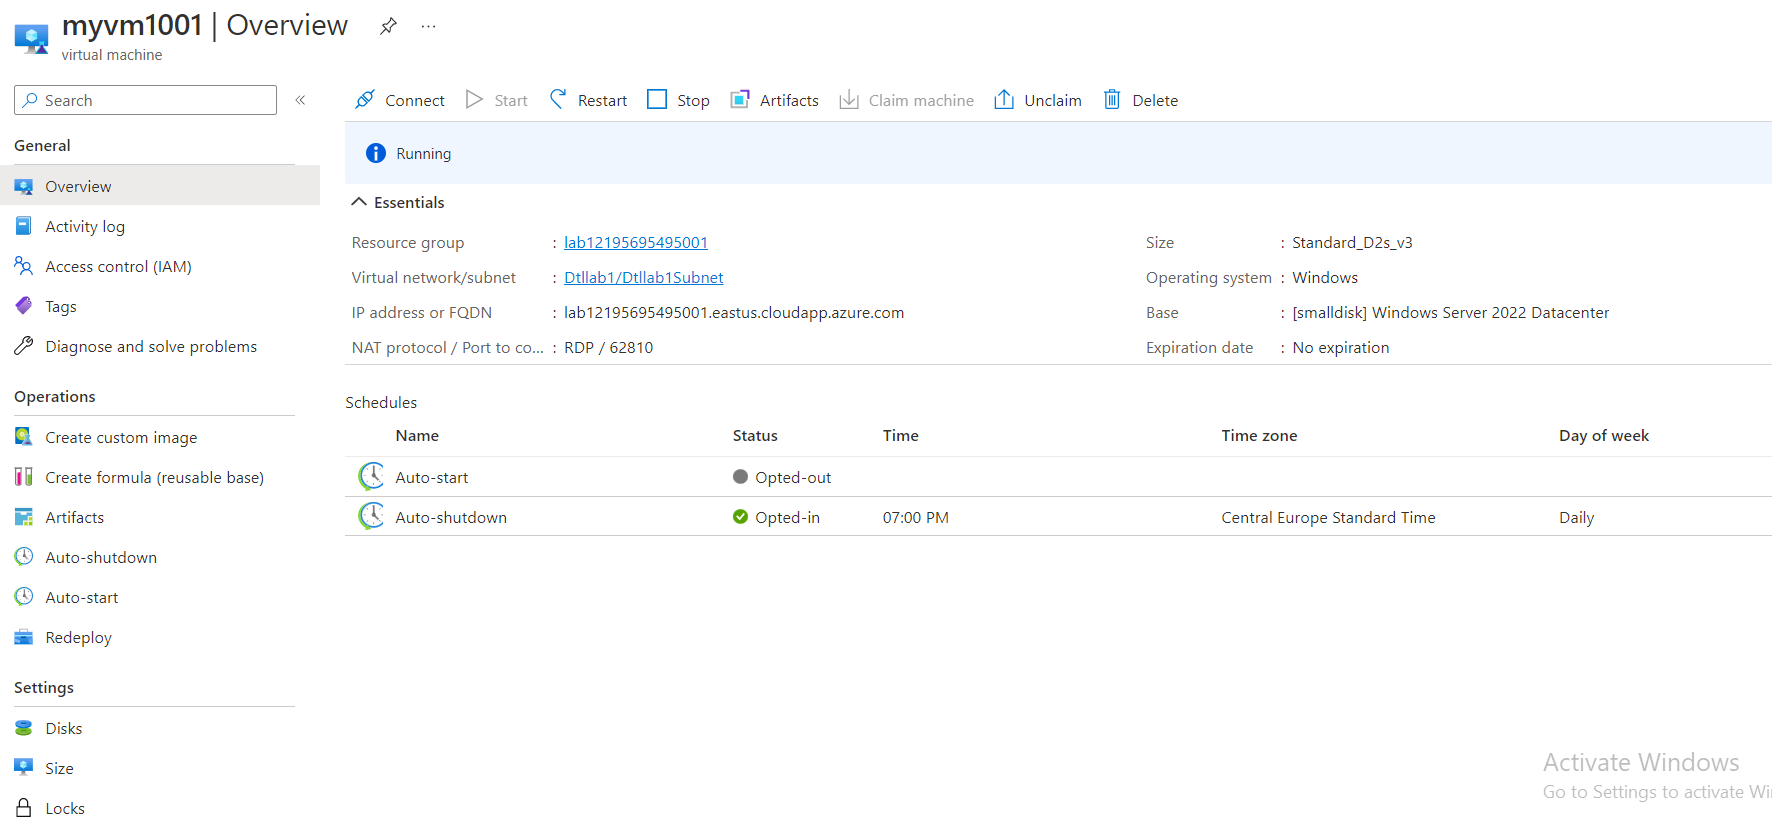 myvm1001 | Overview
virtual machine
Search
«
Connect
Start
Restart
Stop
Artifacts
Claim machine
Unclaim
Delete
Running
General
Overview
Activity log
Access control (IAM)
Tags
Diagnose and solve problems
Operations
Create custom image
Create formula (reusable base)
Artifacts
Auto-shutdown
Auto-start
Redeploy
Settings
Disks
Size
Locks
Essentials
Resource group : lab12195695495001
Virtual network/subnet : Dtllab1/Dtllab1Subnet
IP address or FQDN : lab12195695495001.eastus.cloudapp.azure.com
NAT protocol / Port to co... : RDP / 62810
Size : Standard_D2s_v3
Operating system : Windows
Base : [smalldisk] Windows Server 2022 Datacenter
Expiration date : No expiration
Schedules
Name Status Time Time zone Day of week
Auto-start Opted-out
Auto-shutdown Opted-in 07:00 PM Central Europe Standard Time Daily
Activate Windows
Go to Settings to activate Wi